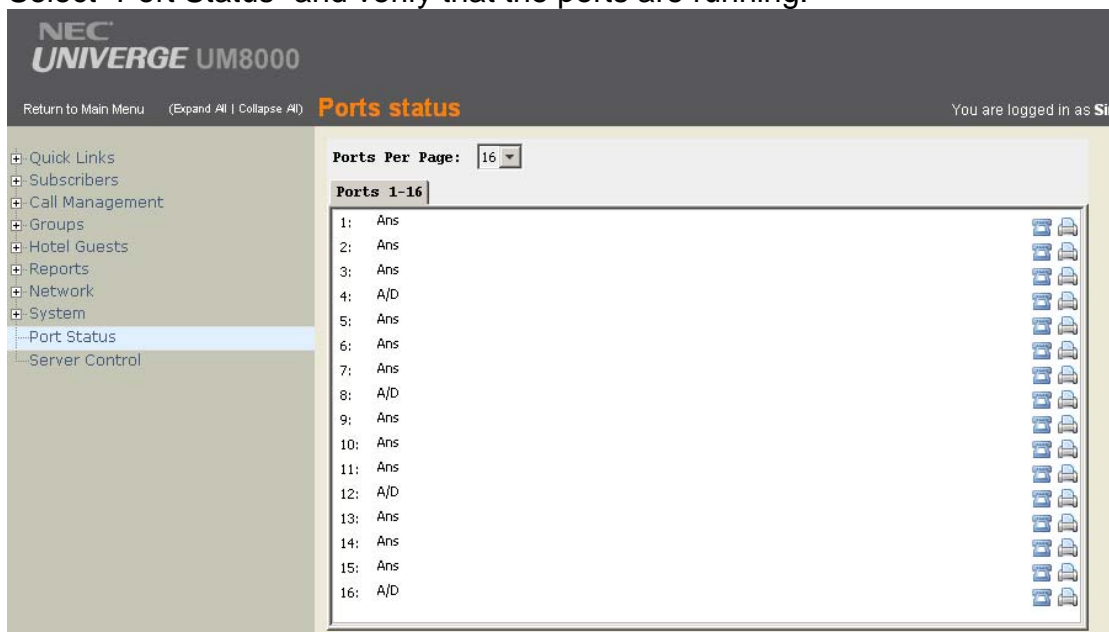 Select "Port Status" and verify that the ports are running.
NEC
UNIVERGE UM8000
Return to Main Menu (Expand All | Collapse All) Ports status You are logged in as Si
Quick Links
Subscribers
Call Management
Groups
Hotel Guests
Reports
Network
System
Port Status
Server Control
Ports Per Page: 16
Ports 1-16
1: Ans
2: Ans
3: Ans
4: A/D
5: Ans
6: Ans
7: Ans
8: A/D
9: Ans
10: Ans
11: Ans
12: A/D
13: Ans
14: Ans
15: Ans
16: A/D